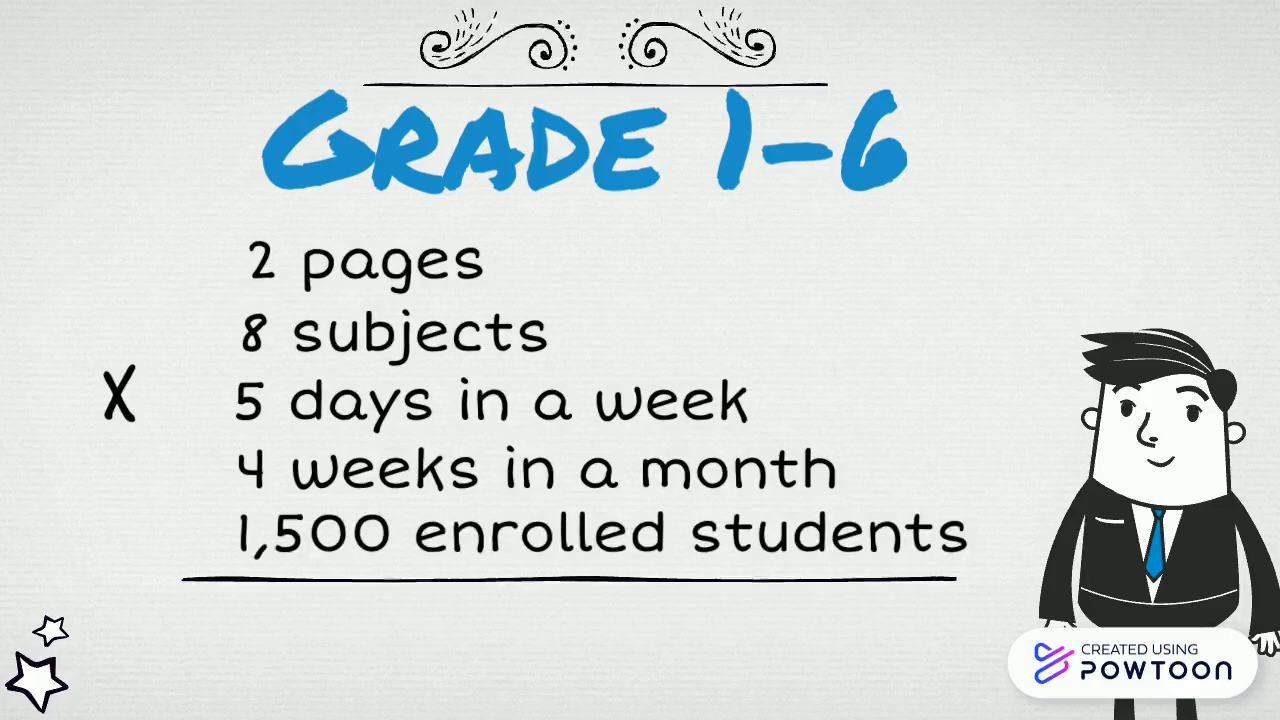 GRADE 1-6
2 pages
8 subjects
X 5 days in a week
4 weeks in a month
1,500 enrolled students
CREATED USING
POWTOON